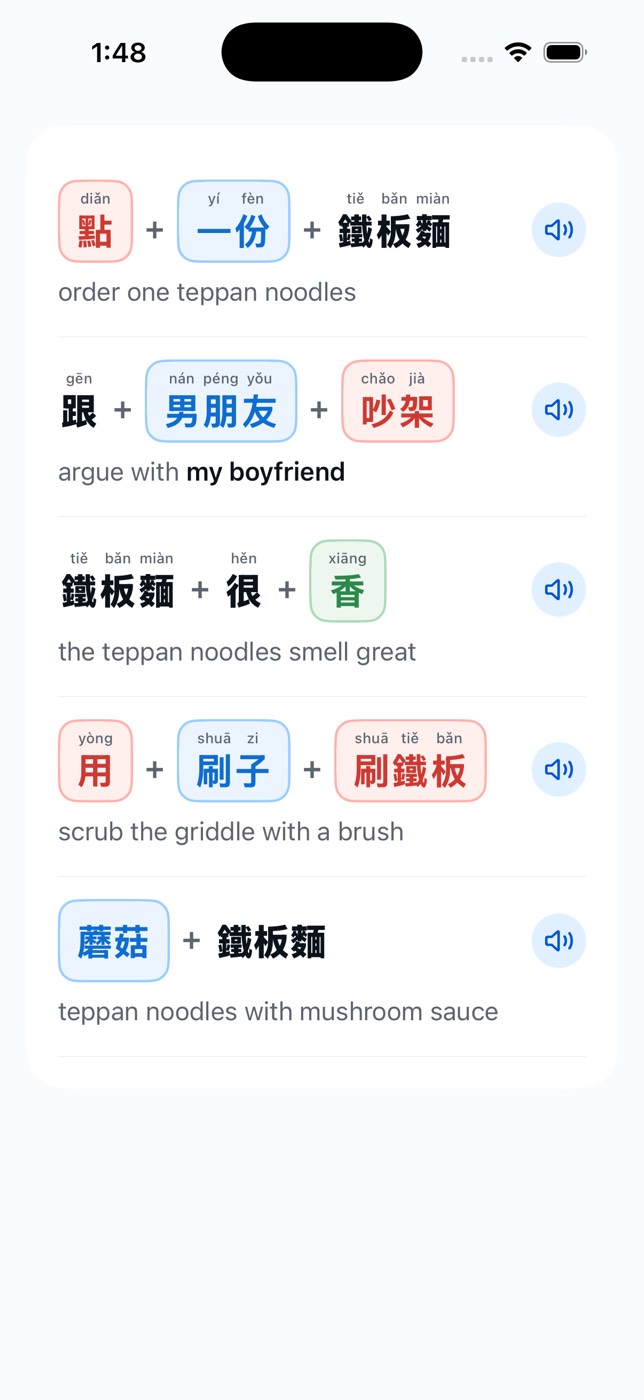 1:48
diǎn yí fèn tiě bǎn miàn
點 + 一份 + 鐵板麵
order one teppan noodles
gēn nán péng yǒu chǎo jià
跟 + 男朋友 + 吵架
argue with my boyfriend
tiě bǎn miàn hěn xiāng
鐵板麵 + 很 + 香
the teppan noodles smell great
yòng shuā zi shuā tiě bǎn
用 + 刷子 + 刷鐵板
scrub the griddle with a brush
蘑菇 + 鐵板麵
teppan noodles with mushroom sauce